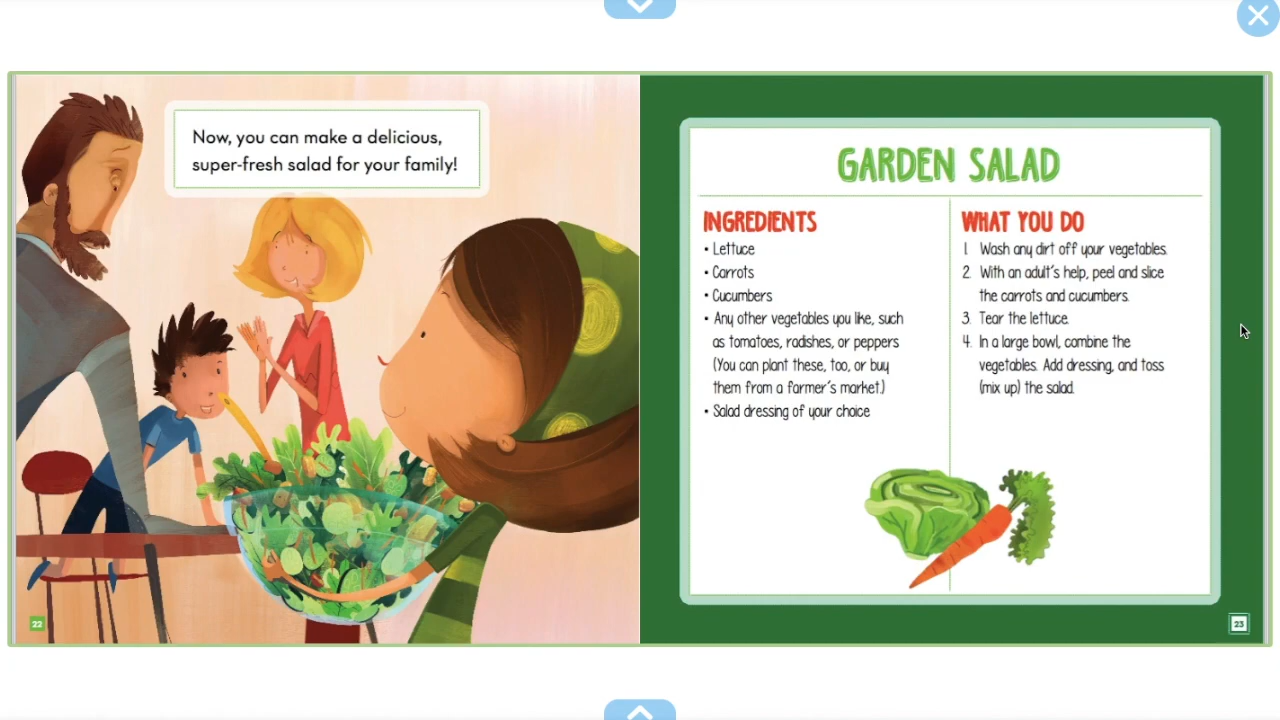 Now, you can make a delicious,
super-fresh salad for your family!
22
GARDEN SALAD
INGREDIENTS
• Lettuce
• Carrots
• Cucumbers
• Any other vegetables you like, such
as tomatoes, radishes, or peppers
(You can plant these, too, or buy
them from a farmer's market.)
• Salad dressing of your choice
WHAT YOU DO
1. Wash any dirt off your vegetables.
2. With an adult's help, peel and slice
the carrots and cucumbers.
3. Tear the lettuce.
4. In a large bowl, combine the
vegetables. Add dressing, and toss
(mix up) the salad.
23